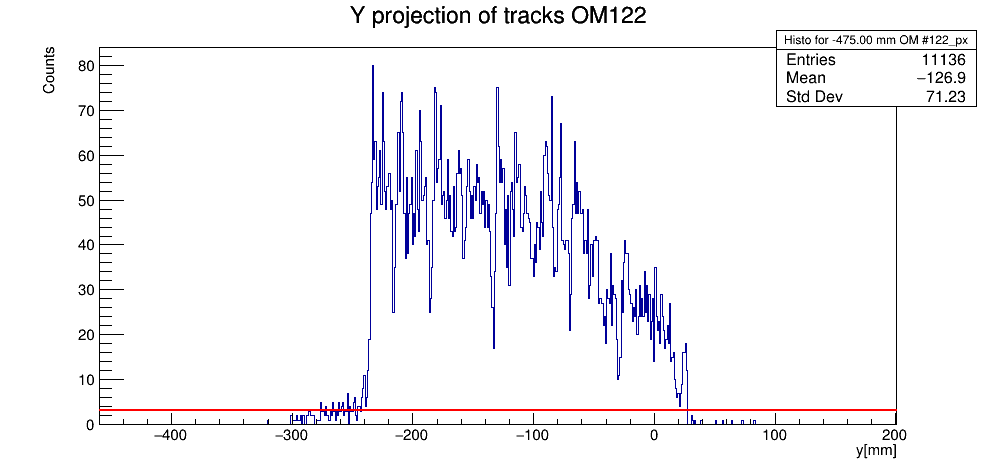 Y projection of tracks OM122
Histo for -475.00 mm OM #122_px
Entries 11136
Mean −126.9
Std Dev 71.23
Counts
80
70
60
50
40
30
20
10
0
−400 −300 −200 −100 0 100 200
y[mm]